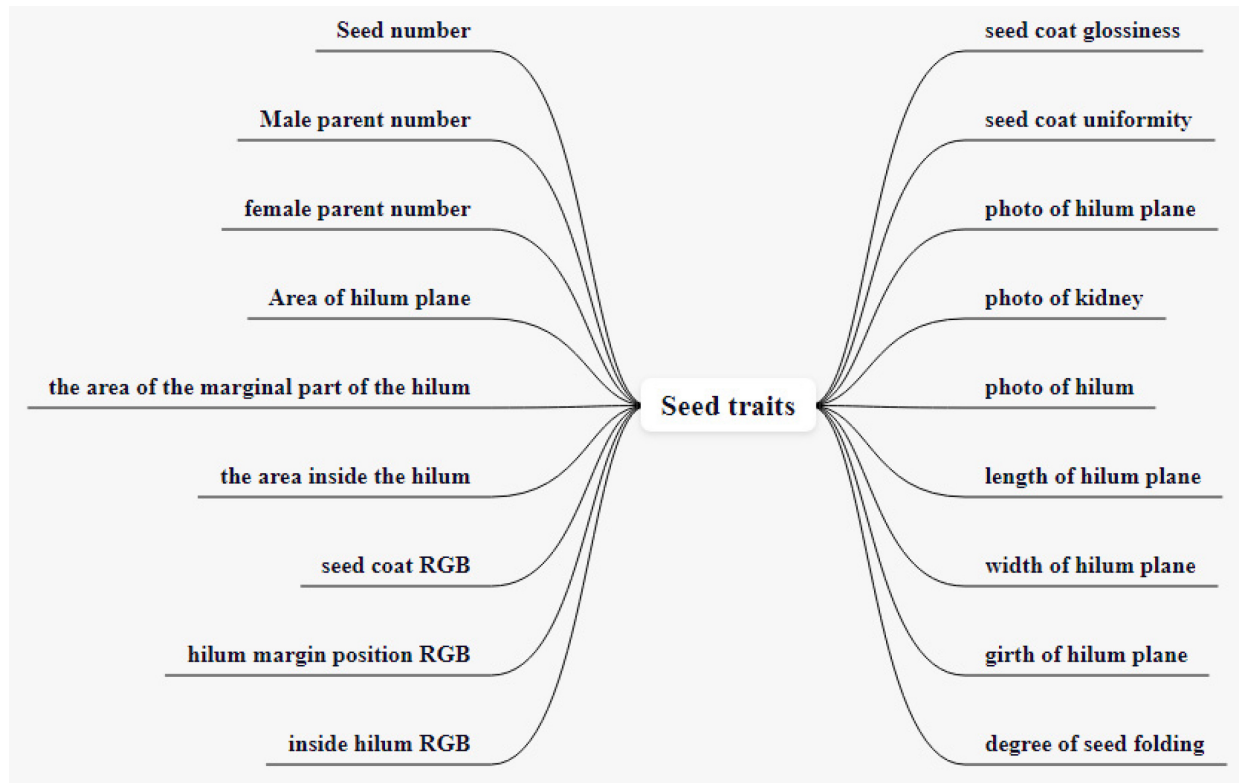 Seed number
Male parent number
female parent number
Area of hilum plane
the area of the marginal part of the hilum
the area inside the hilum
seed coat RGB
hilum margin position RGB
inside hilum RGB
Seed traits
seed coat glossiness
seed coat uniformity
photo of hilum plane
photo of kidney
photo of hilum
length of hilum plane
width of hilum plane
girth of hilum plane
degree of seed folding